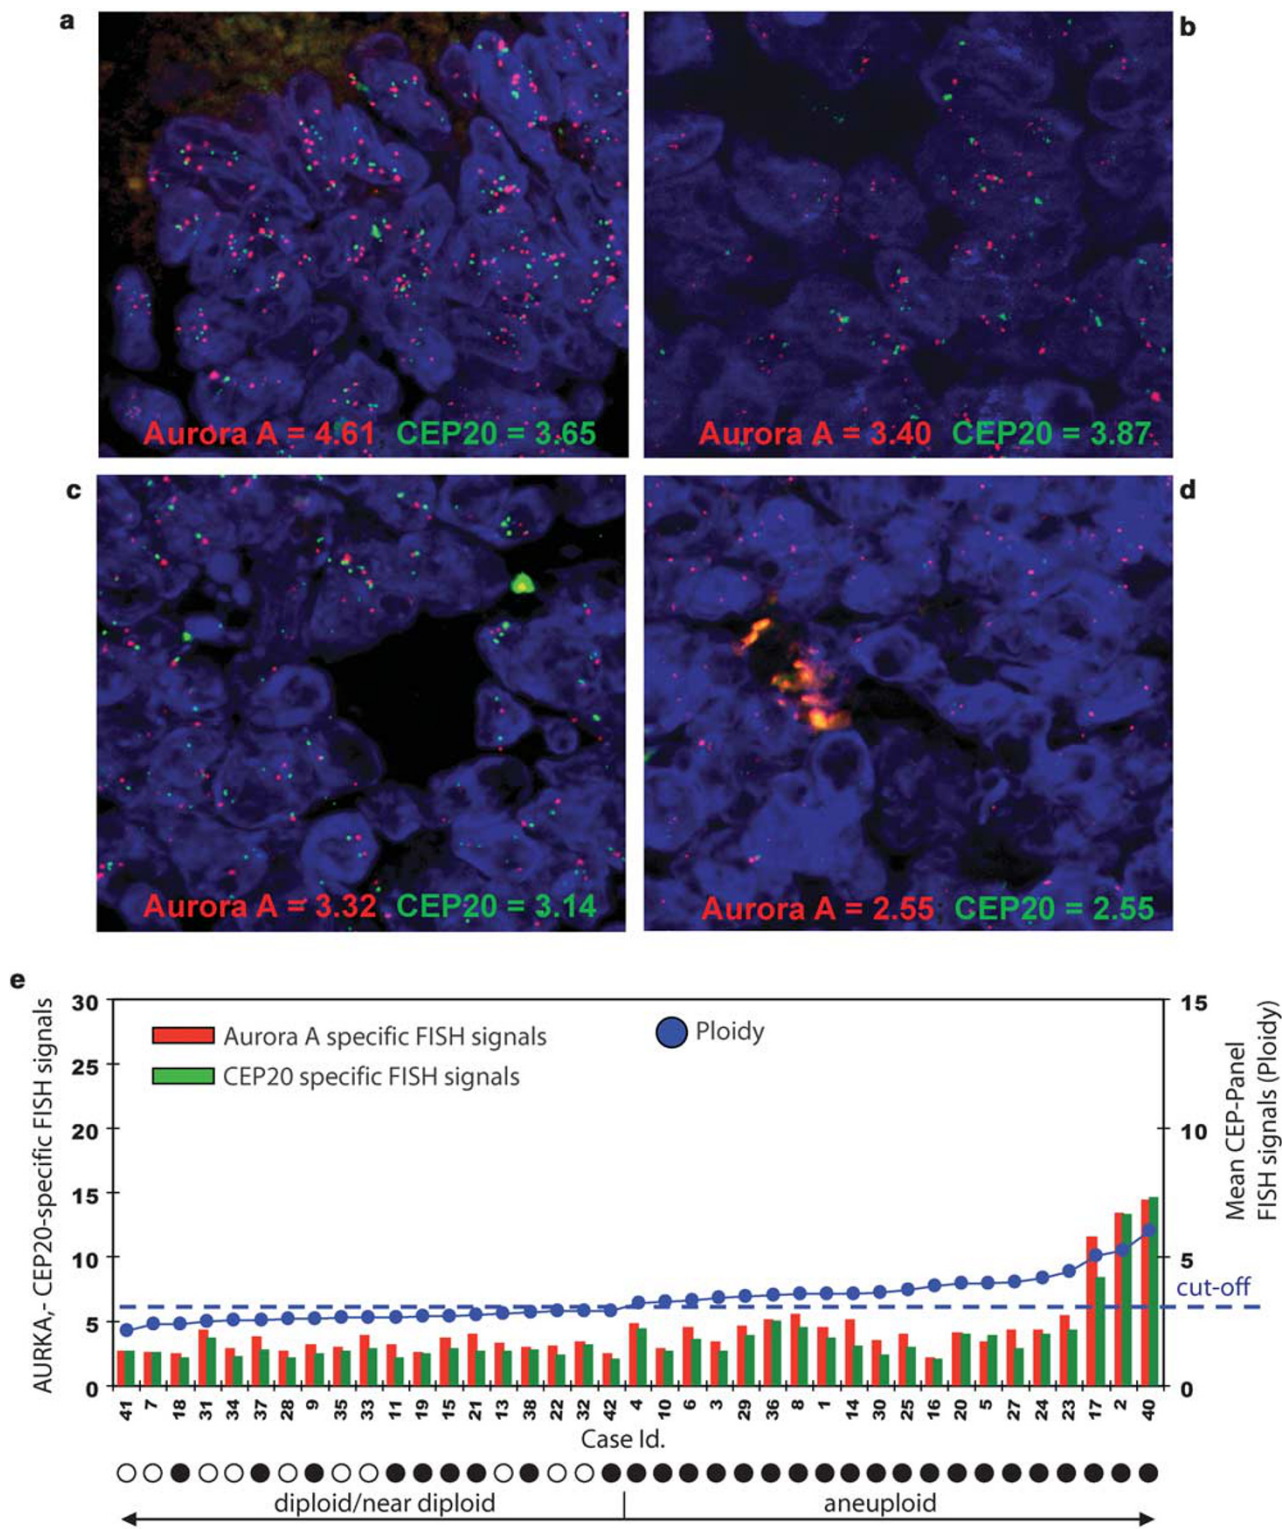 a
b
Aurora A = 4.61 CEP20 = 3.65
Aurora A = 3.40 CEP20 = 3.87
c
d
Aurora A = 3.32 CEP20 = 3.14
Aurora A = 2.55 CEP20 = 2.55
e
AURKA,- CEP20-specific FISH signals
30
25
20
15
10
5
0
Aurora A specific FISH signals
CEP20 specific FISH signals
Ploidy
15
10
5
0
Mean CEP-Panel
FISH signals (Ploidy)
cut-off
41 7 18 31 34 37 28 9 35 33 11 19 15 21 13 38 22 32 42 4 10 6 3 29 36 8 1 14 30 25 16 20 5 27 24 23 17 2 40
Case Id.
diploid/near diploid
aneuploid